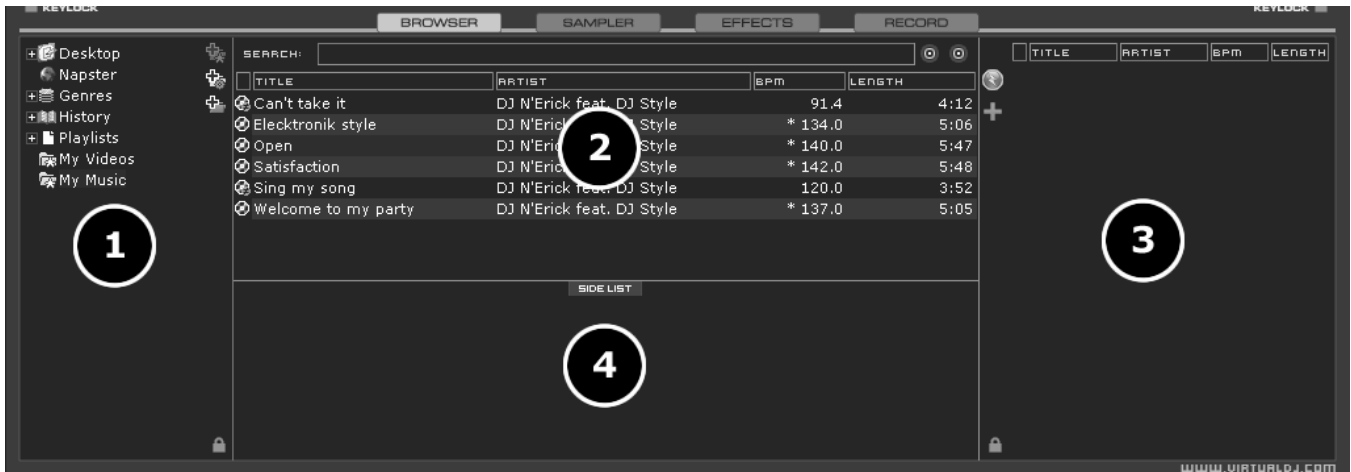 KEYLOCK KEYLOCK
BROWSER SAMPLER EFFECTS RECORD
Desktop
Napster
Genres
History
Playlists
My Videos
My Music
1
SEARCH:
TITLE ARTIST BPM LENGTH
Can't take it DJ N'Erick feat. DJ Style 91.4 4:12
Elecktronik style DJ N'Erick Style * 134.0 5:06
Open DJ N'Eri Style * 140.0 5:47
Satisfaction DJ N'Eric Style * 142.0 5:48
Sing my song DJ N'Erick feat. DJ Style 120.0 3:52
Welcome to my party DJ N'Erick feat. DJ Style * 137.0 5:05
2
SIDE LIST
4
TITLE ARTIST BPM LENGTH
3
WWW.VIRTUALDJ.COM